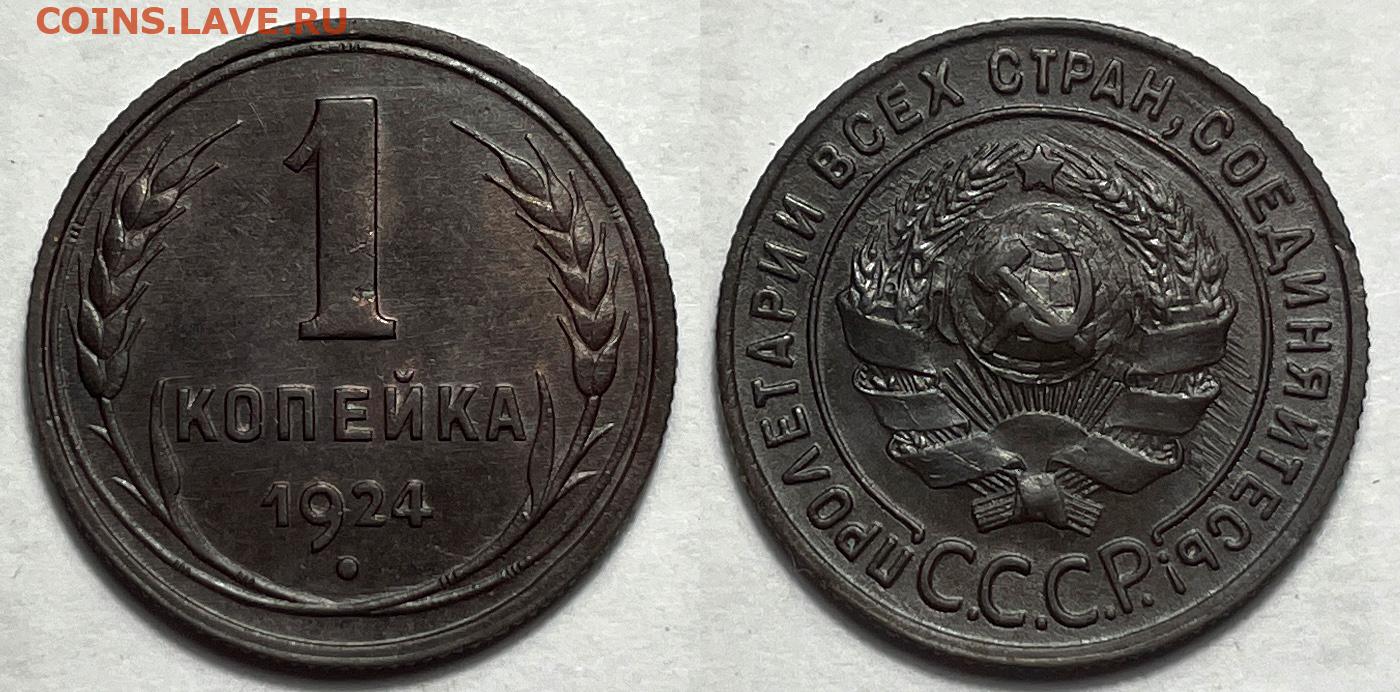 COINS.LAVE.RU
1
КОПЕЙКА
1924
ПРОЛЕТАРИИ ВСЕХ СТРАН, СОЕДИНЯЙТЕСЬ!
С.С.С.Р.